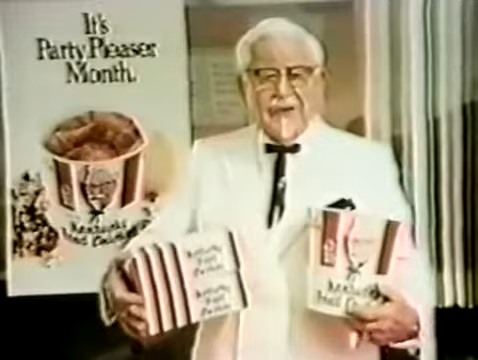 It's
Party Pleaser
Month.
Kentucky
Fried Chicken
Kentucky
Fried
Chicken
Kentucky
Fried
Chicken
Kentucky
Fried Chicken